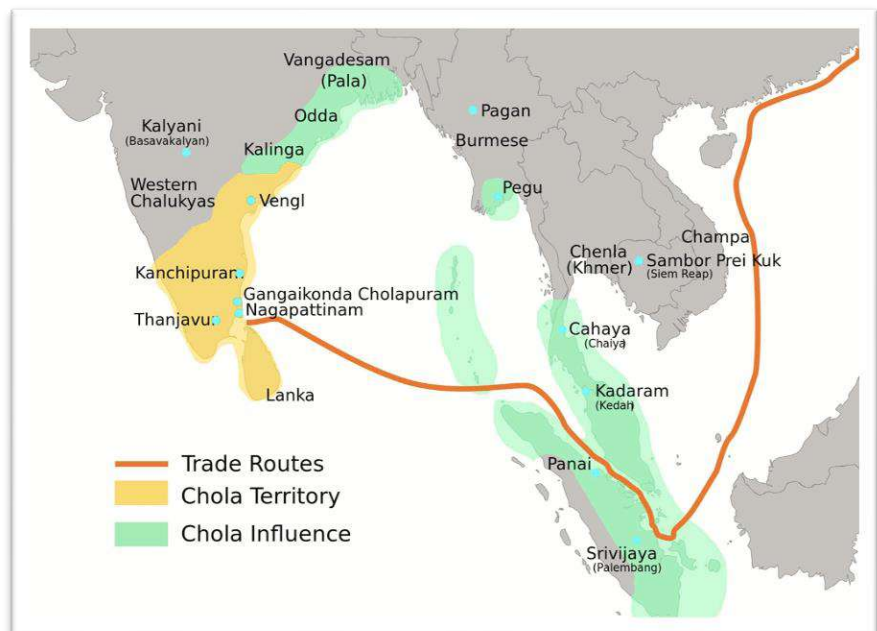 Vangadesam
(Pala)
Odda
Kalinga
Kalyani
(Basavakalyan)
Western
Chalukyas
Vengl
Pagan
Burmese
Pegu
Champa
Chenla
(Khmer)
Sambor Prei Kuk
(Siem Reap)
Kanchipuram
Gangaikonda Cholapuram
Nagapattinam
Thanjavur
Lanka
Cahaya
(Chaiya)
Kadaram
(Kedah)
Panai
Srivijaya
(Palembang)
Trade Routes
Chola Territory
Chola Influence